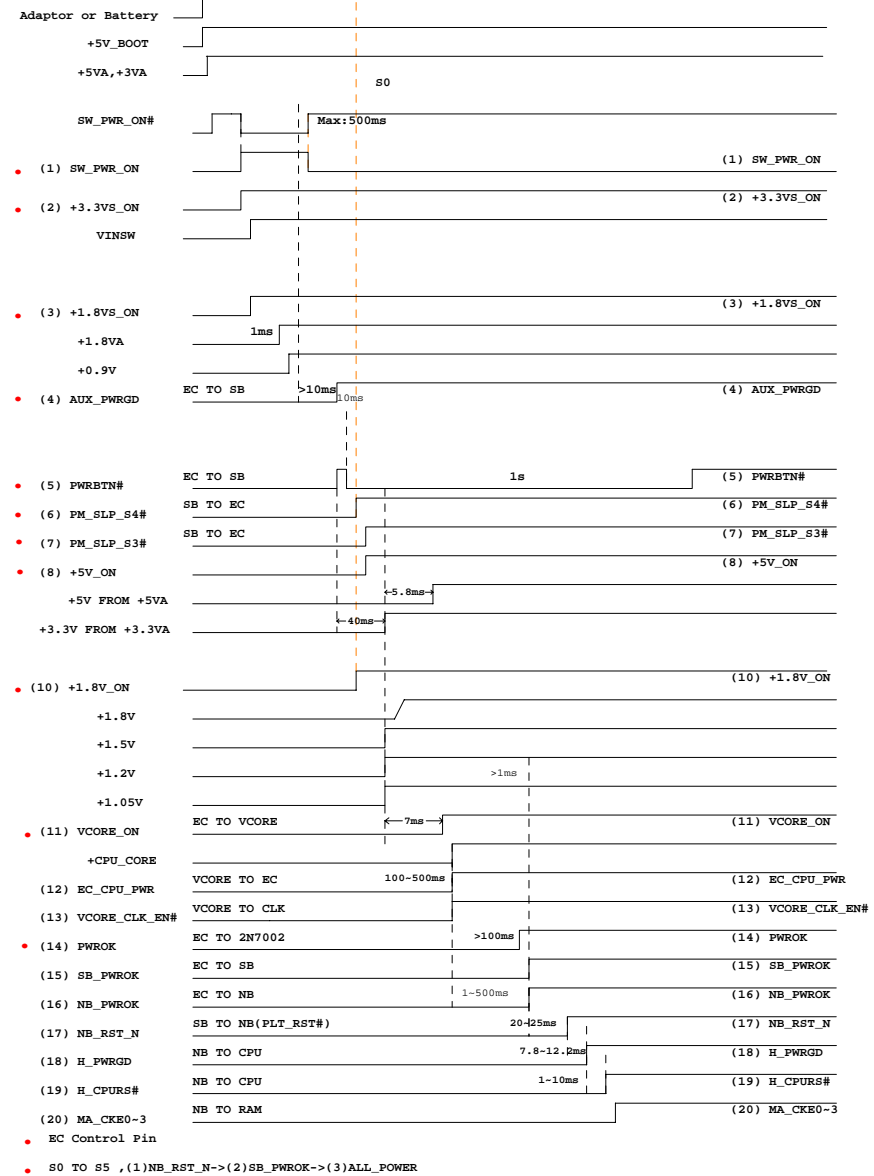 Adaptor or Battery
+5V_BOOT
+5VA,+3VA
S0
SW_PWR_ON# Max:500ms
(1) SW_PWR_ON (1) SW_PWR_ON
(2) +3.3VS_ON (2) +3.3VS_ON
VINSW
(3) +1.8VS_ON (3) +1.8VS_ON
1ms
+1.8VA
+0.9V
EC TO SB >10ms (4) AUX_PWRGD
(4) AUX_PWRGD 10ms
EC TO SB 1s (5) PWRBTN#
(5) PWRBTN#
SB TO EC (6) PM_SLP_S4#
(6) PM_SLP_S4#
SB TO EC (7) PM_SLP_S3#
(7) PM_SLP_S3#
(8) +5V_ON (8) +5V_ON
+5V FROM +5VA 5.8ms
+3.3V FROM +3.3VA 40ms
(10) +1.8V_ON (10) +1.8V_ON
+1.8V
+1.5V
+1.2V >1ms
+1.05V
EC TO VCORE 7ms (11) VCORE_ON
(11) VCORE_ON
+CPU_CORE
VCORE TO EC 100~500ms (12) EC_CPU_PWR
(12) EC_CPU_PWR
VCORE TO CLK (13) VCORE_CLK_EN#
(13) VCORE_CLK_EN#
EC TO 2N7002 >100ms (14) PWROK
(14) PWROK
EC TO SB (15) SB_PWROK
(15) SB_PWROK
EC TO NB 1~500ms (16) NB_PWROK
(16) NB_PWROK
SB TO NB(PLT_RST#) 20~25ms (17) NB_RST_N
(17) NB_RST_N
NB TO CPU 7.8~12.2ms (18) H_PWRGD
(18) H_PWRGD
NB TO CPU 1~10ms (19) H_CPURS#
(19) H_CPURS#
NB TO RAM (20) MA_CKE0~3
(20) MA_CKE0~3
EC Control Pin
S0 TO S5 ,(1)NB_RST_N->(2)SB_PWROK->(3)ALL_POWER